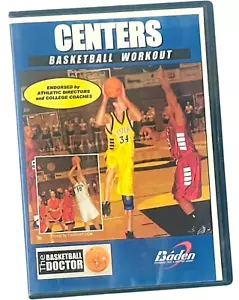 CENTERS
BASKETBALL WORKOUT
ENDORSED by
ATHLETIC DIRECTORS
and COLLEGE COACHES
34
The
BASKETBALL
DOCTOR
Baden